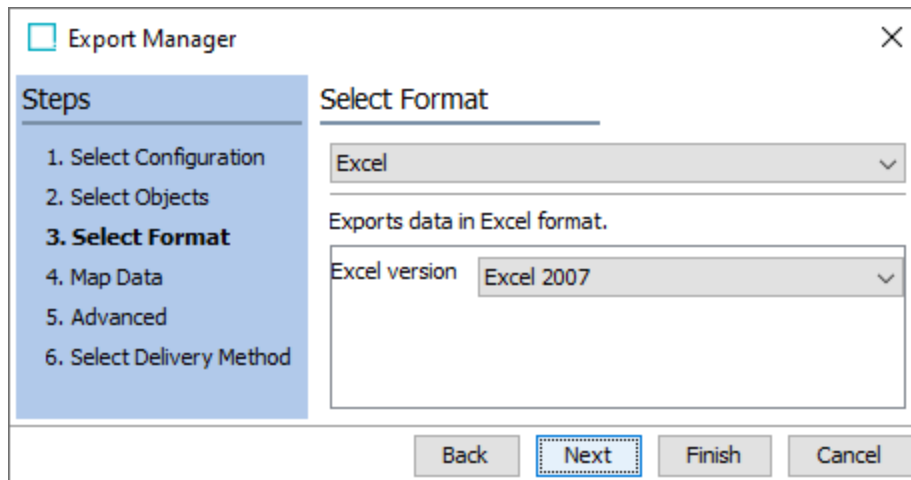 Export Manager
Steps
1. Select Configuration
2. Select Objects
3. Select Format
4. Map Data
5. Advanced
6. Select Delivery Method
Select Format
Excel
Exports data in Excel format.
Excel version Excel 2007
Back Next Finish Cancel